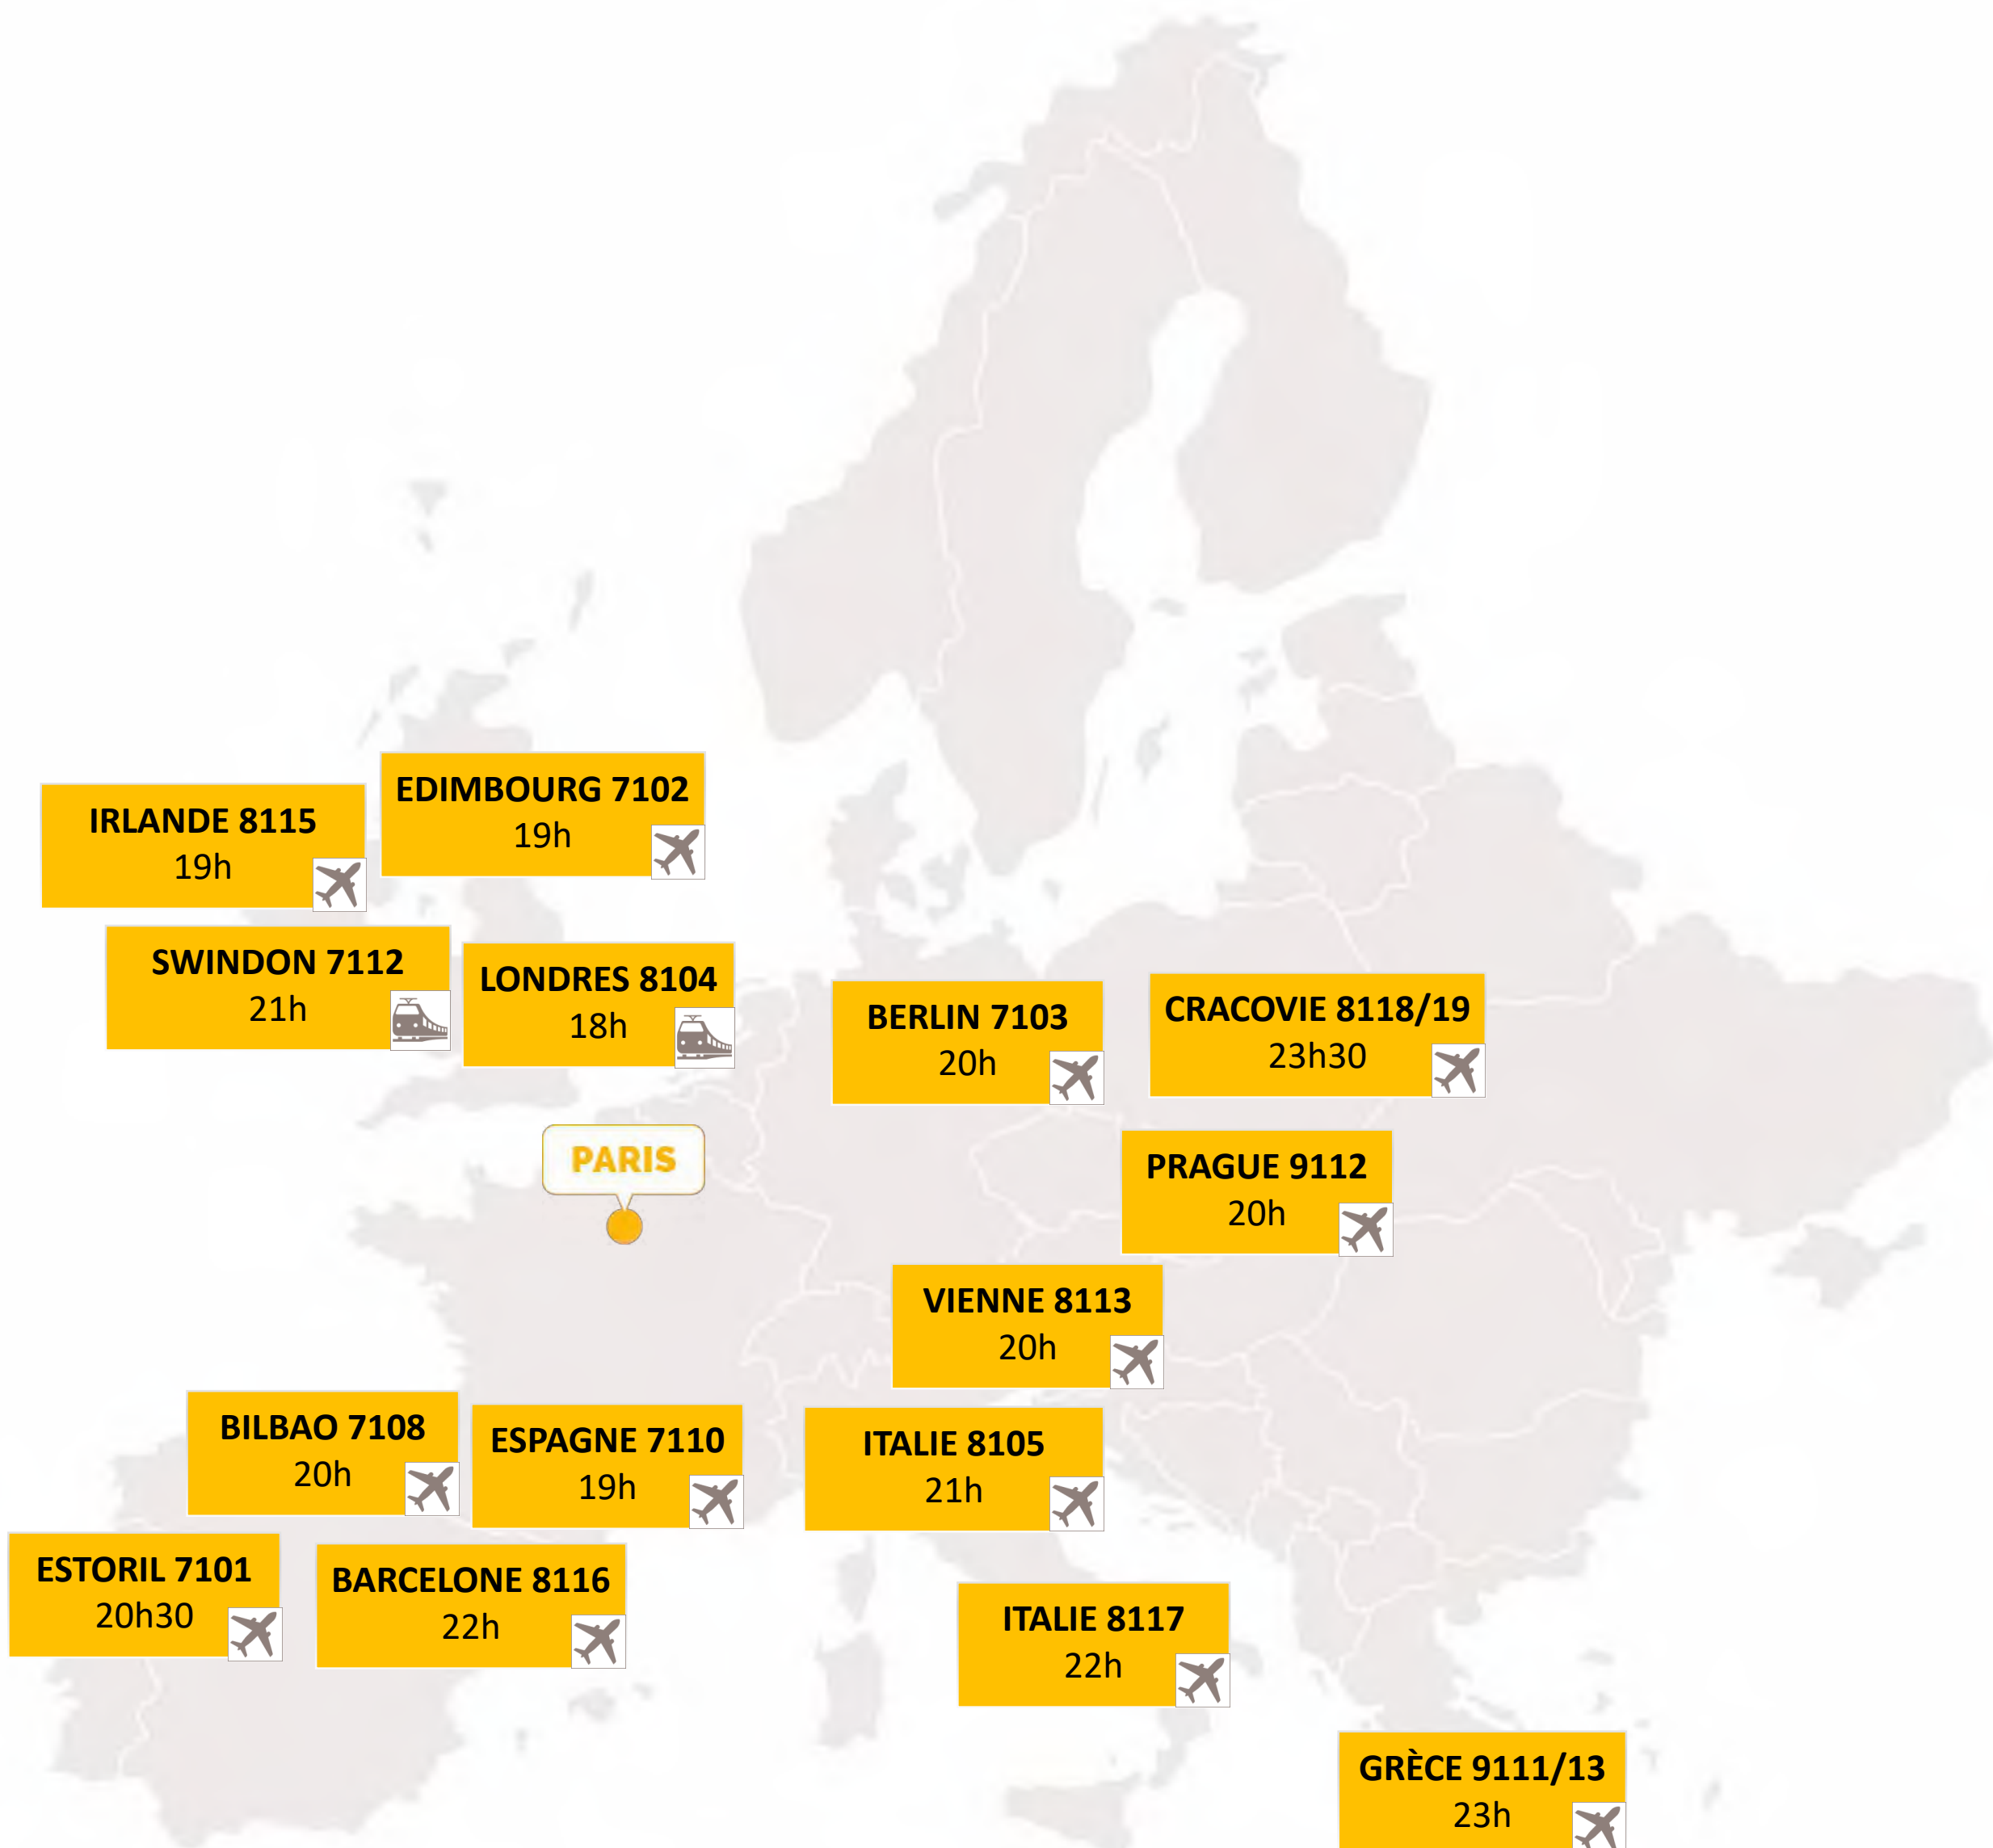 EDIMBOURG 7102
19h
IRLANDE 8115
19h
SWINDON 7112
21h
LONDRES 8104
18h
BERLIN 7103
20h
CRACOVIE 8118/19
23h30
PARIS
PRAGUE 9112
20h
VIENNE 8113
20h
BILBAO 7108
20h
ESPAGNE 7110
19h
ITALIE 8105
21h
ESTORIL 7101
20h30
BARCELONE 8116
22h
ITALIE 8117
22h
GRÈCE 9111/13
23h